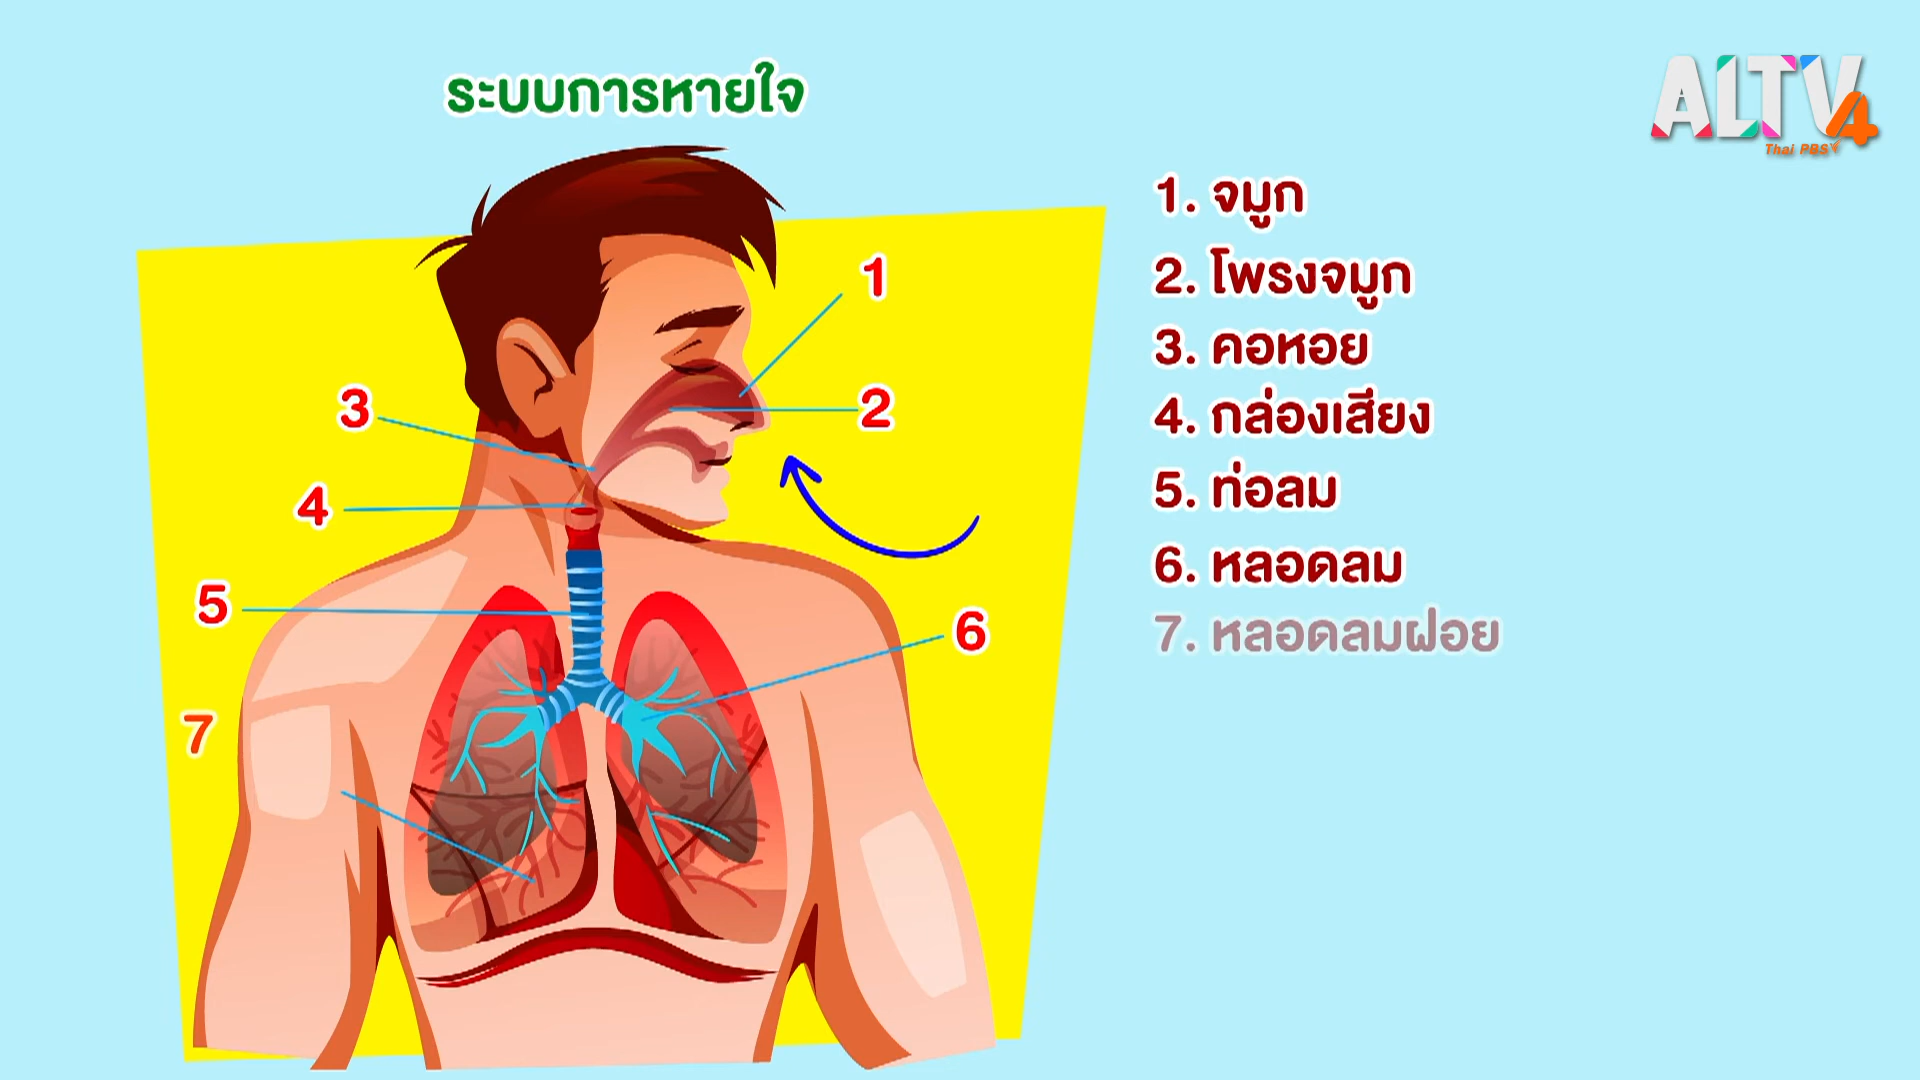 ระบบการหายใจ
ALTV4
Thai PBS
1. จมูก
2. โพรงจมูก
3. คอหอย
4. กล่องเสียง
5. ท่อลม
6. หลอดลม
7. หลอดลมฝอย
1
2
3
4
5
6
7